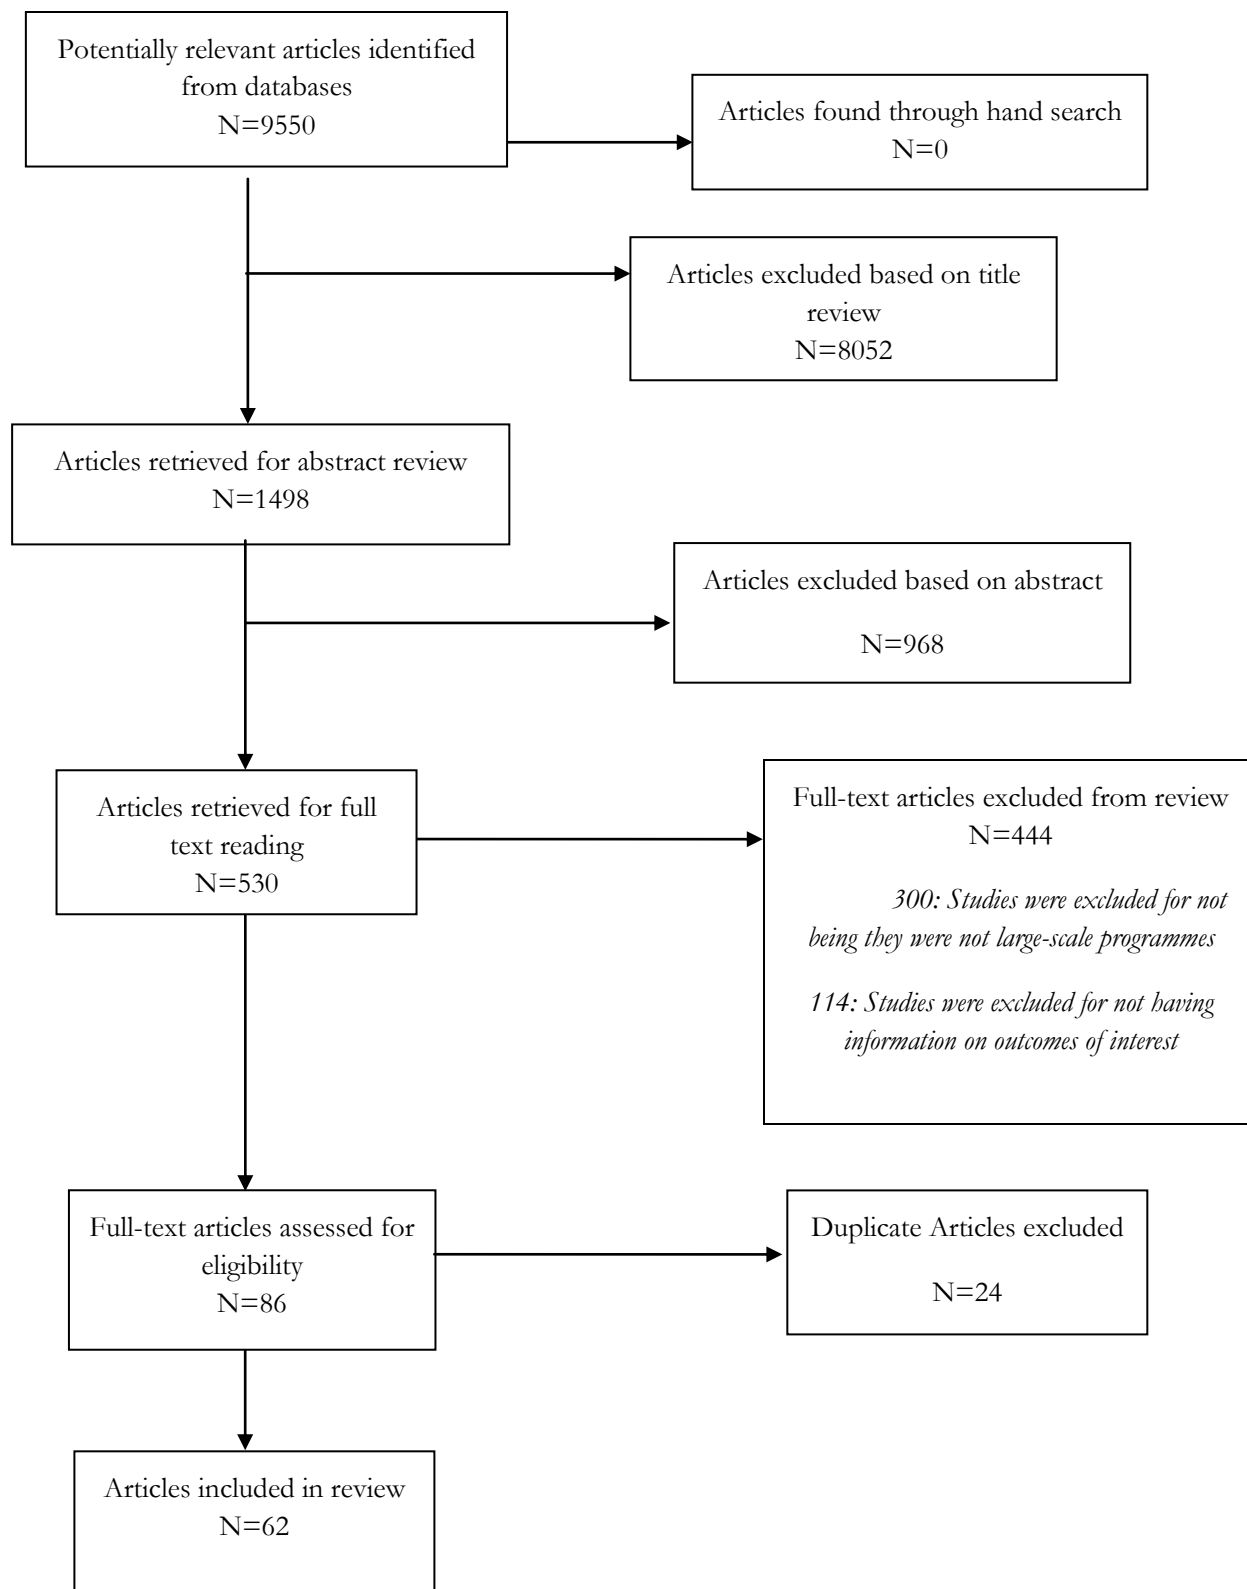 Potentially relevant articles identified
from databases
N=9550
Articles found through hand search
N=0
Articles excluded based on title
review
N=8052
Articles retrieved for abstract review
N=1498
Articles excluded based on abstract
N=968
Articles retrieved for full
text reading
N=530
Full-text articles excluded from review
N=444
300: Studies were excluded for not
being they were not large-scale programmes
114: Studies were excluded for not having
information on outcomes of interest
Full-text articles assessed for
eligibility
N=86
Duplicate Articles excluded
N=24
Articles included in review
N=62